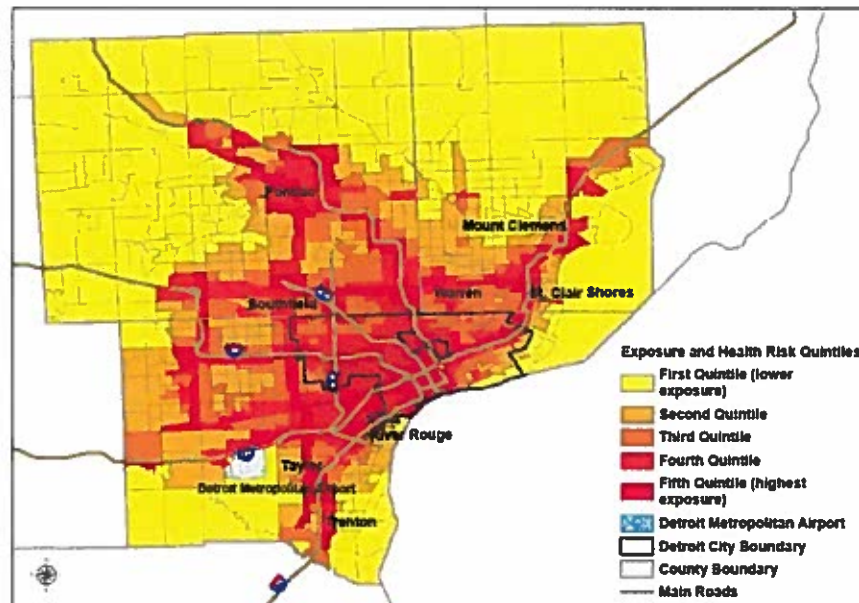 Pontiac
Mount Clemens
Southfield
Warren
St. Clair Shores
River Rouge
Taylor
Detroit Metropolitan Airport
Trenton
Exposure and Health Risk Quintiles
First Quintile (lower
exposure)
Second Quintile
Third Quintile
Fourth Quintile
Fifth Quintile (highest
exposure)
Detroit Metropolitan Airport
Detroit City Boundary
County Boundary
Main Roads